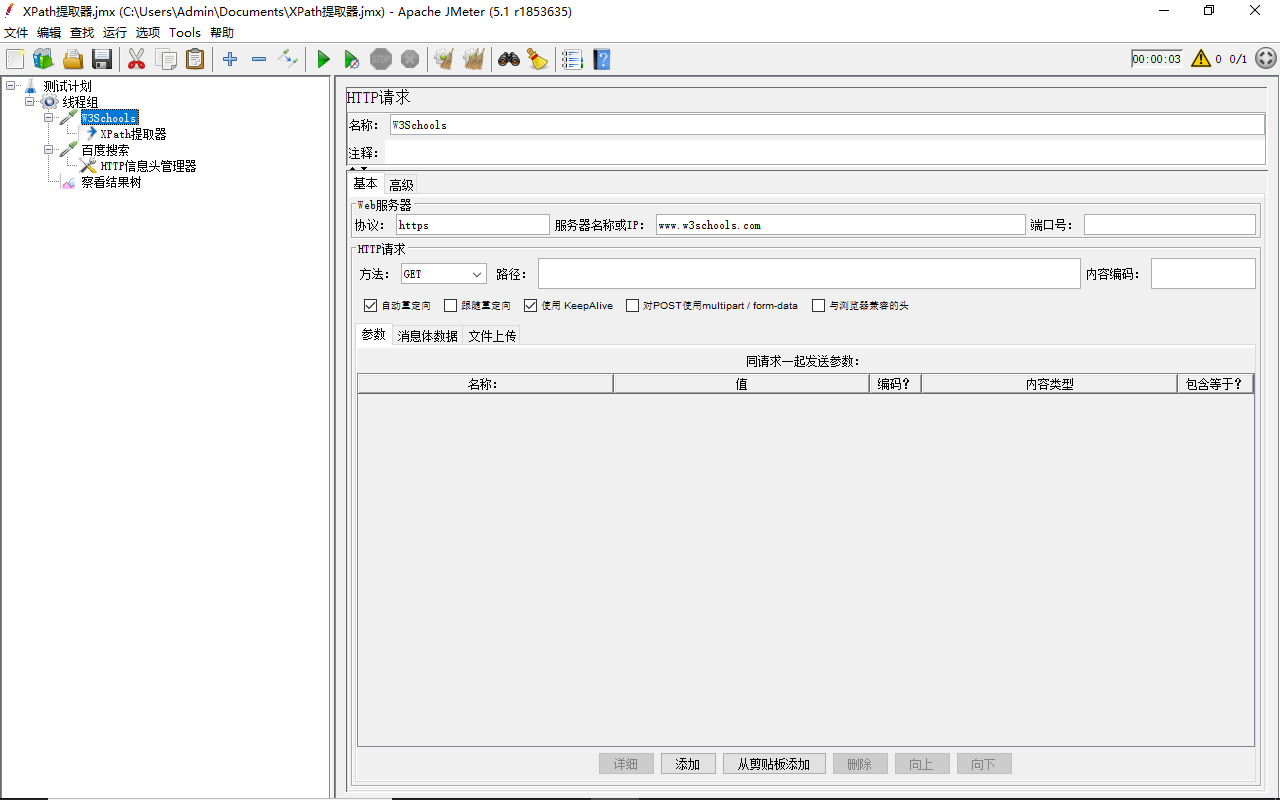 XPath提取器.jmx (C:\Users\Admin\Documents\XPath提取器.jmx) - Apache JMeter (5.1 r1853635)
文件 编辑 查找 运行 选项 Tools 帮助
STOP
00:00:03 0 0/1
测试计划
线程组
W3Schools
XPath提取器
百度搜索
HTTP信息头管理器
察看结果树
HTTP请求
名称： W3Schools
注释：
基本 高级
Web服务器
协议： https 服务器名称或IP： www.w3schools.com 端口号：
HTTP请求
方法： GET 路径： 内容编码：
自动重定向 跟随重定向 使用 KeepAlive 对POST使用multipart / form-data 与浏览器兼容的头
参数 消息体数据 文件上传
同请求一起发送参数：
名称： 值 编码？ 内容类型 包含等于？
详细 添加 从剪贴板添加 删除 向上 向下